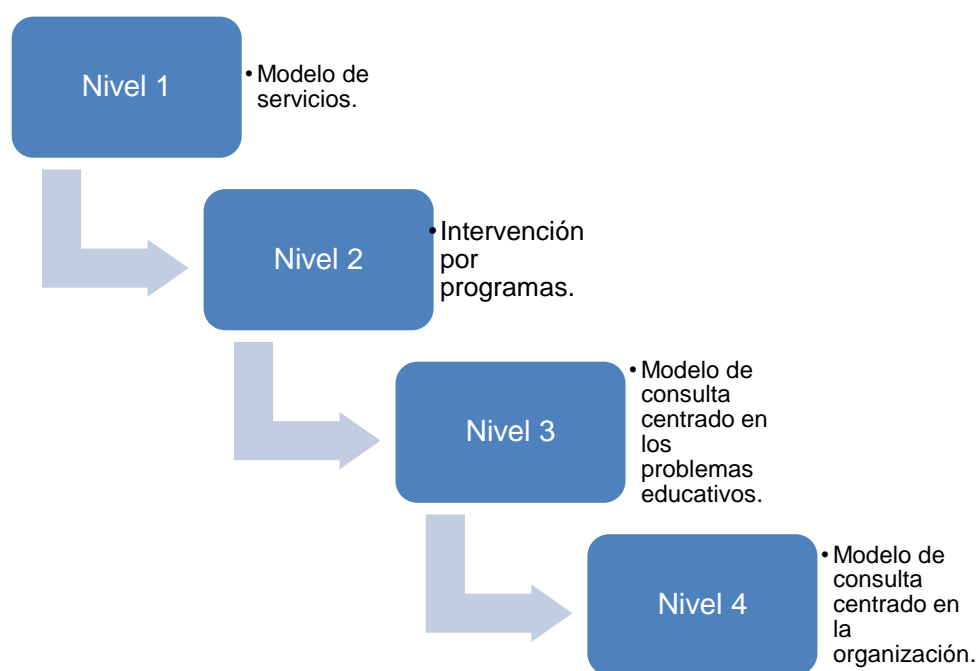 Nivel 1
• Modelo de
servicios.
Nivel 2
• Intervención
por
programas.
Nivel 3
• Modelo de
consulta
centrado en
los
problemas
educativos.
Nivel 4
• Modelo de
consulta
centrado en
la
organización.